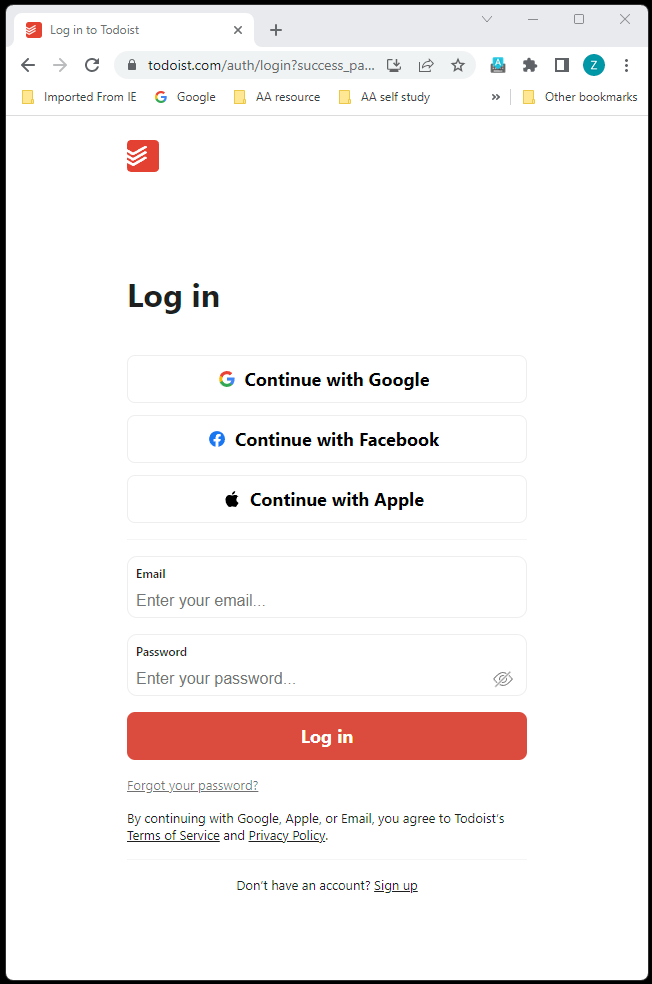 Log in to Todoist
todoist.com/auth/login?success_pa...
Z
Imported From IE
Google
AA resource
AA self study
»
Other bookmarks
Log in
Continue with Google
Continue with Facebook
Continue with Apple
Email
Enter your email...
Password
Enter your password...
Log in
Forgot your password?
By continuing with Google, Apple, or Email, you agree to Todoist's
Terms of Service and Privacy Policy.
Don't have an account? Sign up